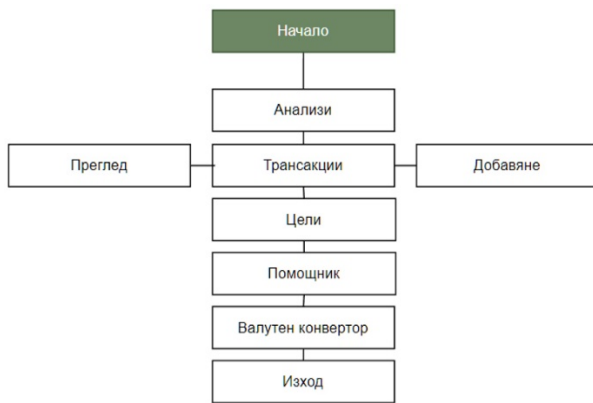 Начало
Анализи
Преглед
Трансакции
Добавяне
Цели
Помощник
Валутен конвертор
Изход